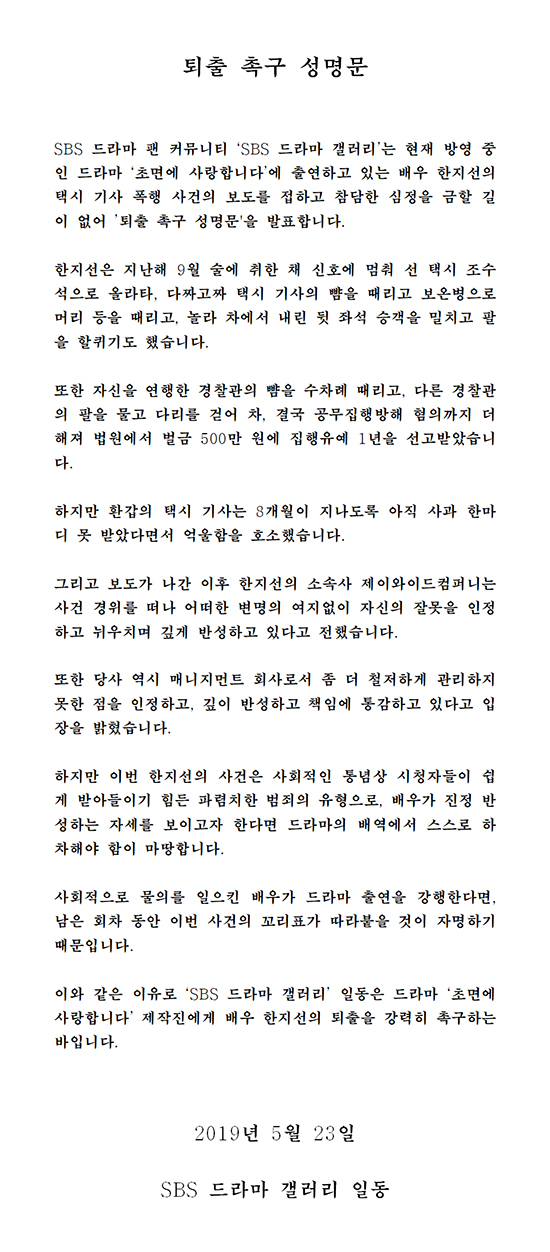 퇴출 촉구 성명문
SBS 드라마 팬 커뮤니티 ‘SBS 드라마 갤러리’는 현재 방영 중
인 드라마 ‘초면에 사랑합니다’에 출연하고 있는 배우 한지선의
택시 기사 폭행 사건의 보도를 접하고 참담한 심정을 금할 길
이 없어 '퇴출 촉구 성명문'을 발표합니다.
한지선은 지난해 9월 술에 취한 채 신호에 멈춰 선 택시 조수
석으로 올라타, 다짜고짜 택시 기사의 뺨을 때리고 보온병으로
머리 등을 때리고, 놀라 차에서 내린 뒷 좌석 승객을 밀치고 팔
을 할퀴기도 했습니다.
또한 자신을 연행한 경찰관의 뺨을 수차례 때리고, 다른 경찰관
의 팔을 물고 다리를 걷어 차, 결국 공무집행방해 혐의까지 더
해져 법원에서 벌금 500만 원에 집행유예 1년을 선고받았습니
다.
하지만 환갑의 택시 기사는 8개월이 지나도록 아직 사과 한마
디 못 받았다면서 억울함을 호소했습니다.
그리고 보도가 나간 이후 한지선의 소속사 제이와이드컴퍼니는
사건 경위를 떠나 어떠한 변명의 여지없이 자신의 잘못을 인정
하고 뉘우치며 깊게 반성하고 있다고 전했습니다.
또한 당사 역시 매니지먼트 회사로서 좀 더 철저하게 관리하지
못한 점을 인정하고, 깊이 반성하고 책임에 통감하고 있다고 입
장을 밝혔습니다.
하지만 이번 한지선의 사건은 사회적인 통념상 시청자들이 쉽
게 받아들이기 힘든 파렴치한 범죄의 유형으로, 배우가 진정 반
성하는 자세를 보이고자 한다면 드라마의 배역에서 스스로 하
차해야 함이 마땅합니다.
사회적으로 물의를 일으킨 배우가 드라마 출연을 강행한다면,
남은 회차 동안 이번 사건의 꼬리표가 따라붙을 것이 자명하기
때문입니다.
이와 같은 이유로 ‘SBS 드라마 갤러리’ 일동은 드라마 ‘초면에
사랑합니다’ 제작진에게 배우 한지선의 퇴출을 강력히 촉구하는
바입니다.
2019년 5월 23일
SBS 드라마 갤러리 일동